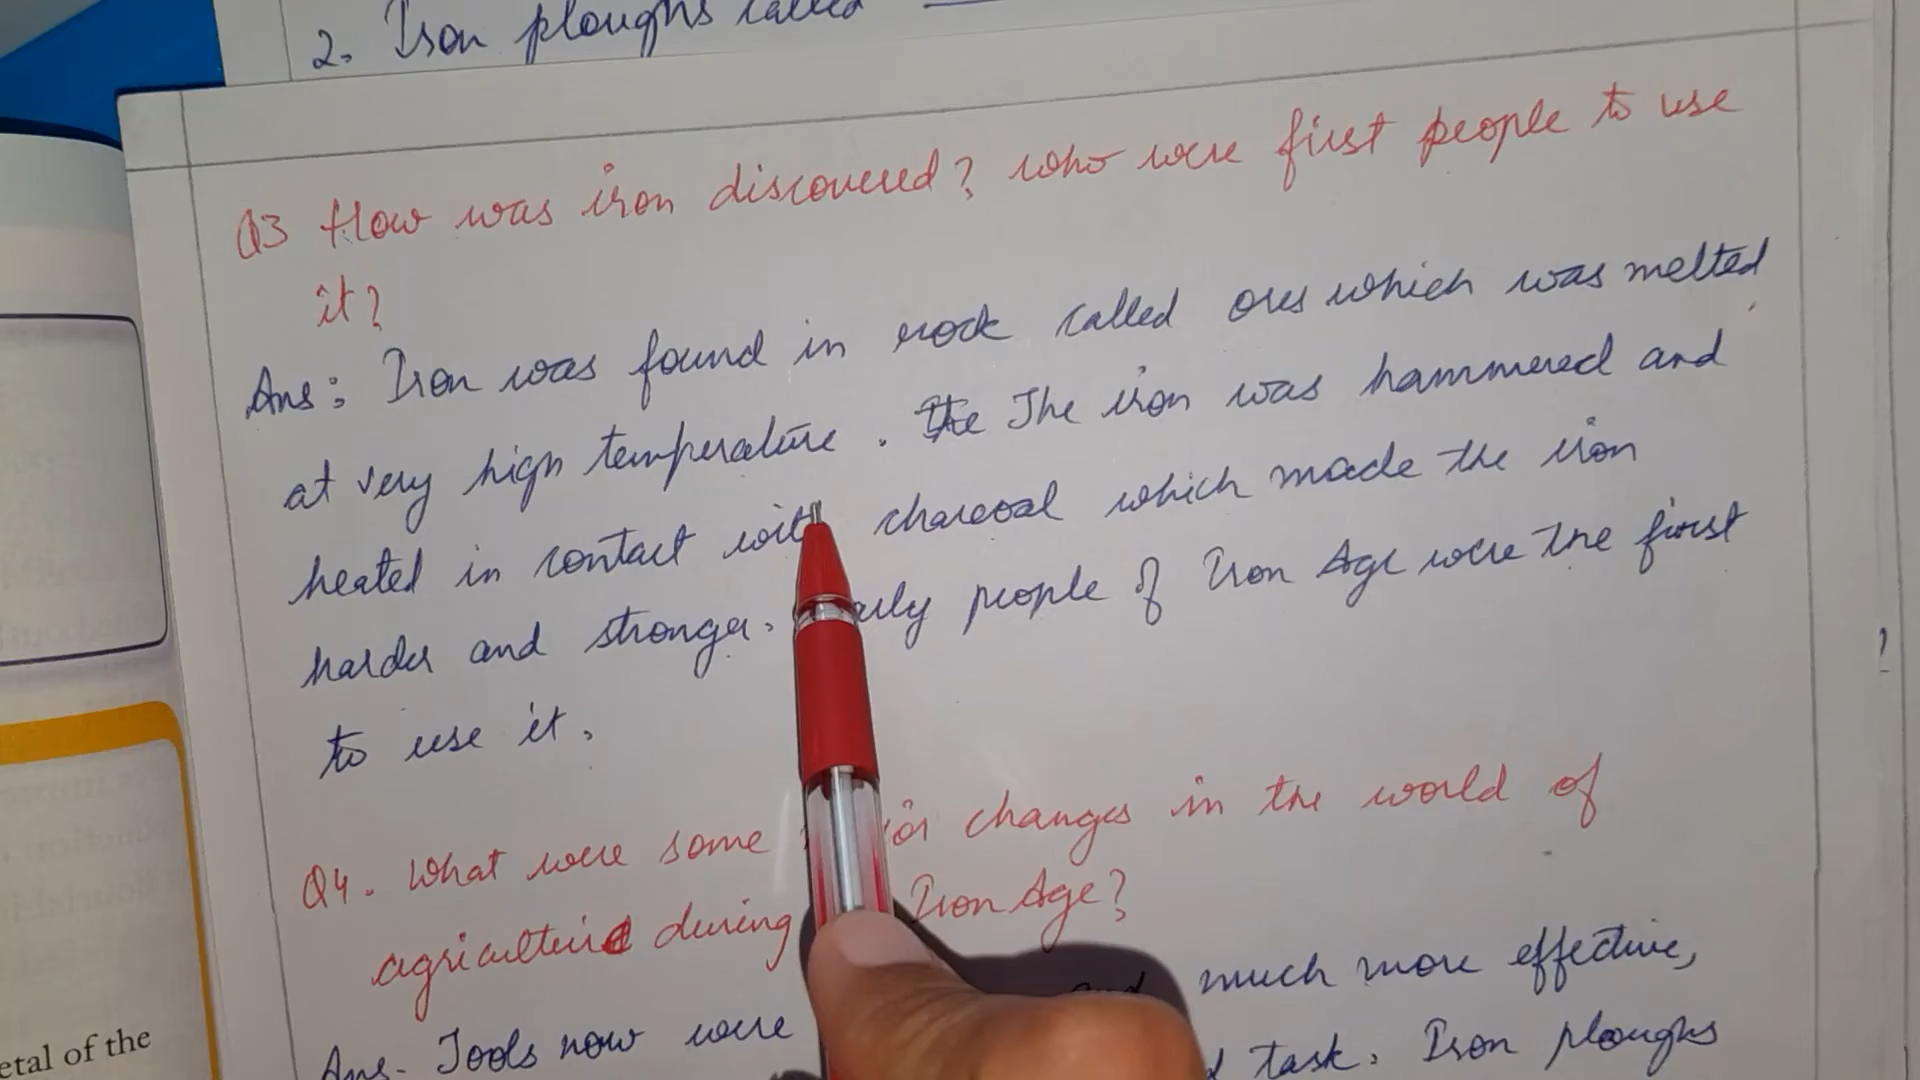 2. Iron ploughs called
Q3 How was iron discovered? who were first people to use
it?
Ans: Iron was found in rock called ores which was melted
at very high temperature. the The iron was hammered and
heated in contact with charcoal which made the iron
harder and stronger. Early people of Iron Age were the first
to use it.
Q4. What were some changes in the world of
agriculture during Iron Age?
Ans- Tools now were much more effective,
task. Iron ploughs
etal of the